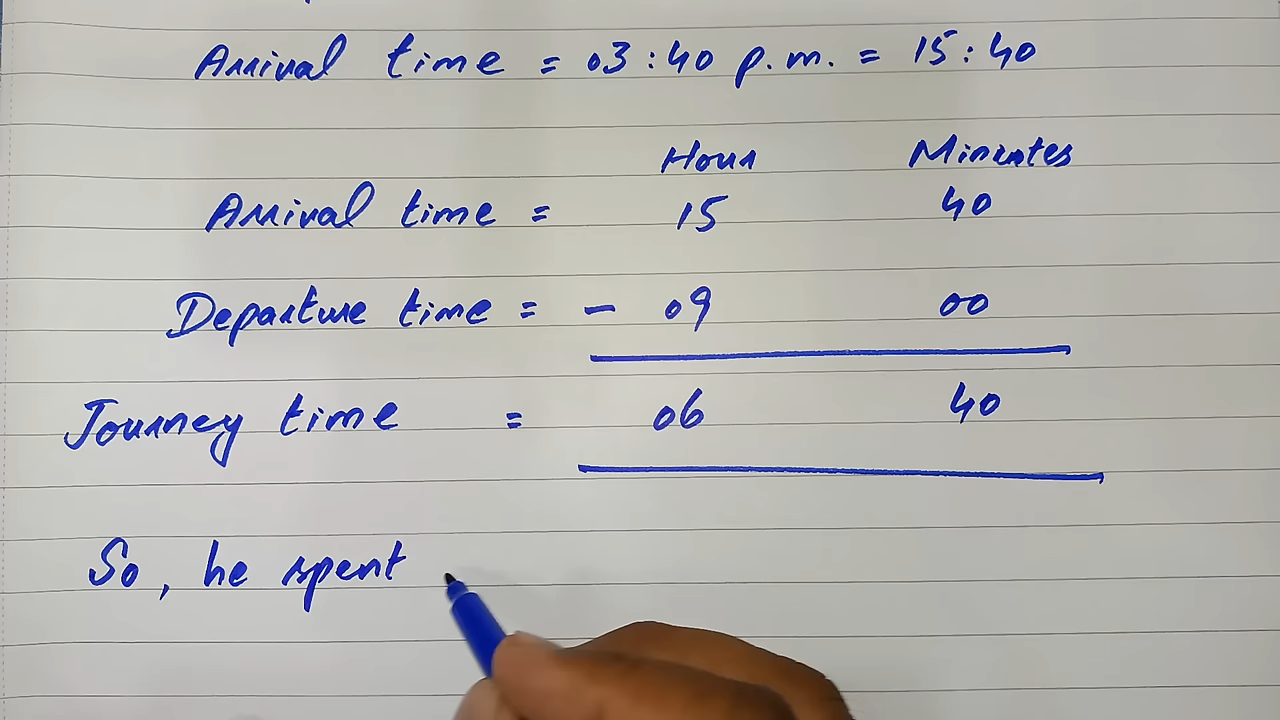 Arrival time = 03:40 p.m. = 15:40
Hour Minutes
Arrival time = 15 40
Departure time = - 09 00
Journey time = 06 40
So, he spent